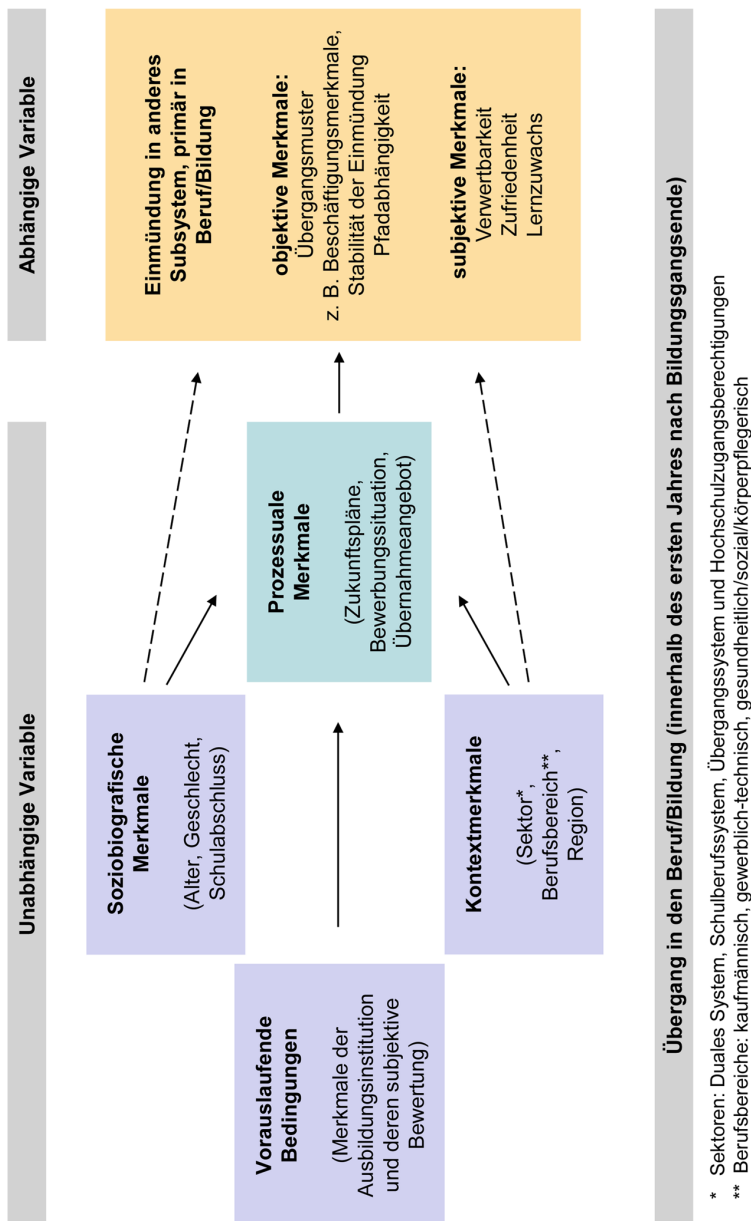 Unabhängige Variable
Abhängige Variable
Vorauslaufende
Bedingungen
(Merkmale der
Ausbildungsinstitution
und deren subjektive
Bewertung)
Soziobiografische
Merkmale
(Alter, Geschlecht,
Schulabschluss)
Kontextmerkmale
(Sektor*,
Berufsbereich**,
Region)
Prozessuale
Merkmale
(Zukunftspläne,
Bewerbungssituation,
Übernahmeangebot)
Einmündung in anderes
Subsystem, primär in
Beruf/Bildung
objektive Merkmale:
Übergangsmuster
z. B. Beschäftigungsmerkmale,
Stabilität der Einmündung
Pfadabhängigkeit
subjektive Merkmale:
Verwertbarkeit
Zufriedenheit
Lernzuwachs
Übergang in den Beruf/Bildung (innerhalb des ersten Jahres nach Bildungsgangsende)
* Sektoren: Duales System, Schulberufssystem, Übergangssystem und Hochschulzugangsberechtigungen
** Berufsbereiche: kaufmännisch, gewerblich-technisch, gesundheitlich/sozial/körperpflegerisch